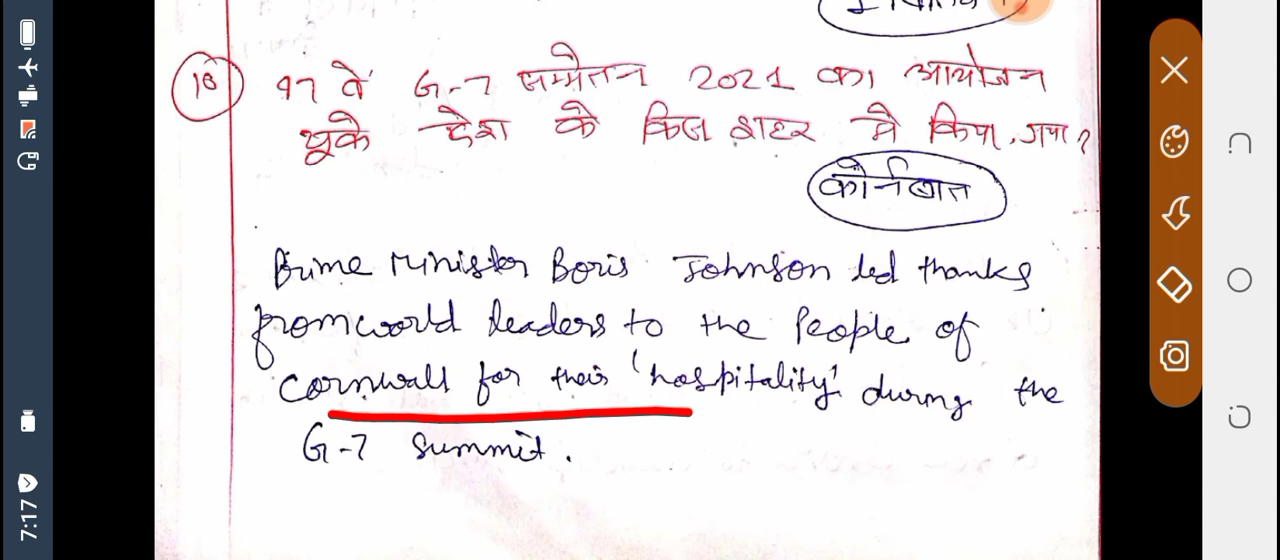 18 47 वे G-7 सम्मेलन 2021 का आयोजन
यूके देश के किस शहर मे किया गया?
कोर्नवाल
Prime Minister Boris Johnson led thanks
from world leaders to the People of
Cornwall for their 'hospitality' during the
G-7 Summit.
7:17